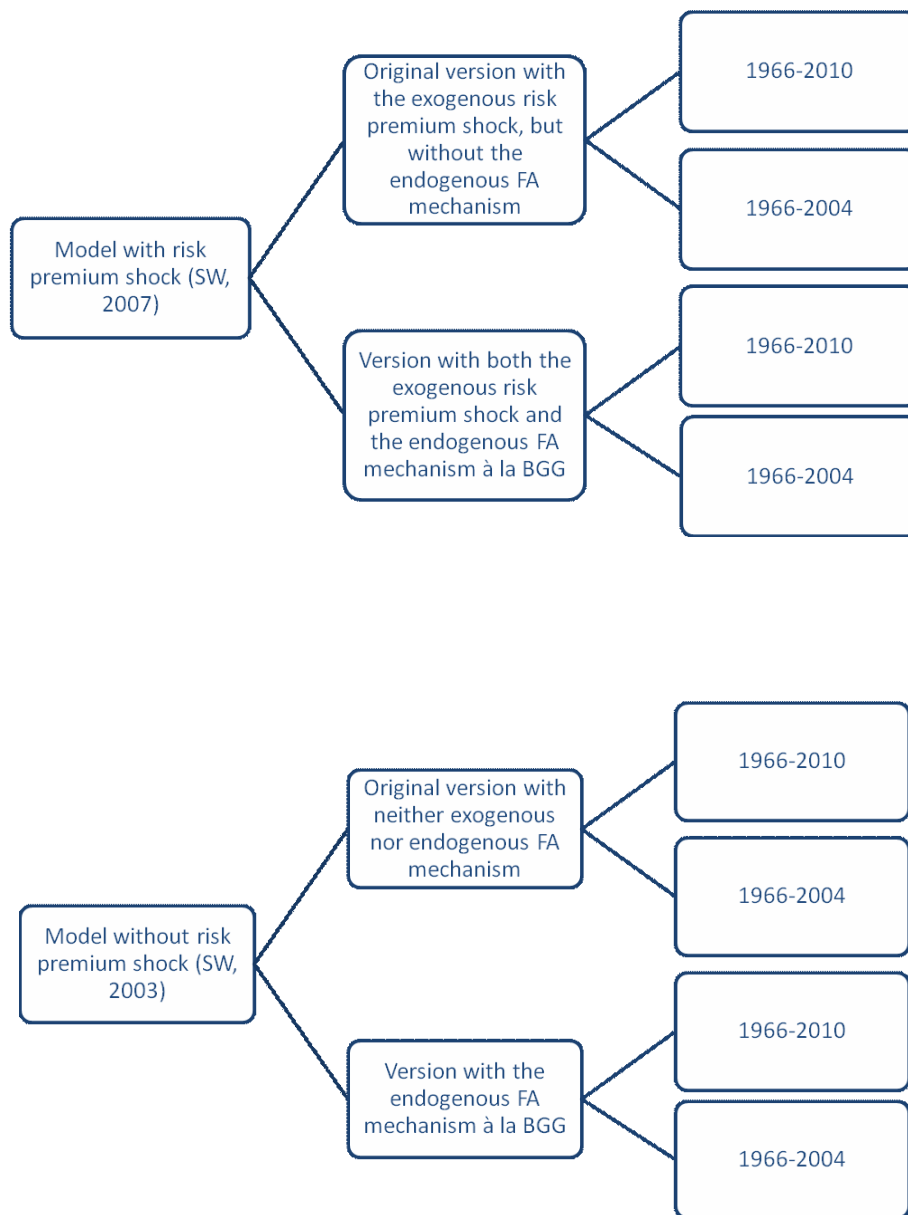 Model with risk
premium shock (SW,
2007)
Original version with
the exogenous risk
premium shock, but
without the
endogenous FA
mechanism
1966-2010
1966-2004
Version with both the
exogenous risk
premium shock and
the endogenous FA
mechanism à la BGG
1966-2010
1966-2004
Model without risk
premium shock (SW,
2003)
Original version with
neither exogenous
nor endogenous FA
mechanism
1966-2010
1966-2004
Version with the
endogenous FA
mechanism à la BGG
1966-2010
1966-2004